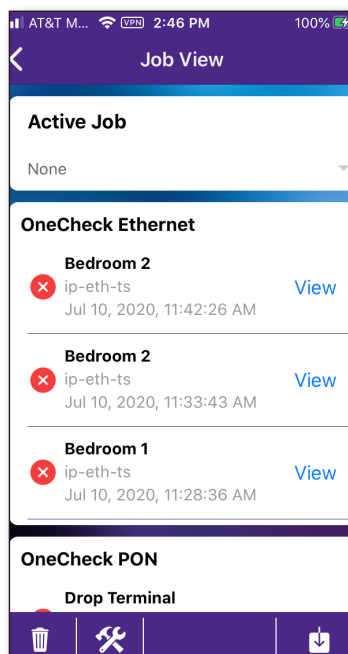 AT&T M... VPN 2:46 PM 100%
Job View
Active Job
None
OneCheck Ethernet
Bedroom 2
ip-eth-ts
View
Jul 10, 2020, 11:42:26 AM
Bedroom 2
ip-eth-ts
View
Jul 10, 2020, 11:33:43 AM
Bedroom 1
ip-eth-ts
View
Jul 10, 2020, 11:28:36 AM
OneCheck PON
Drop Terminal